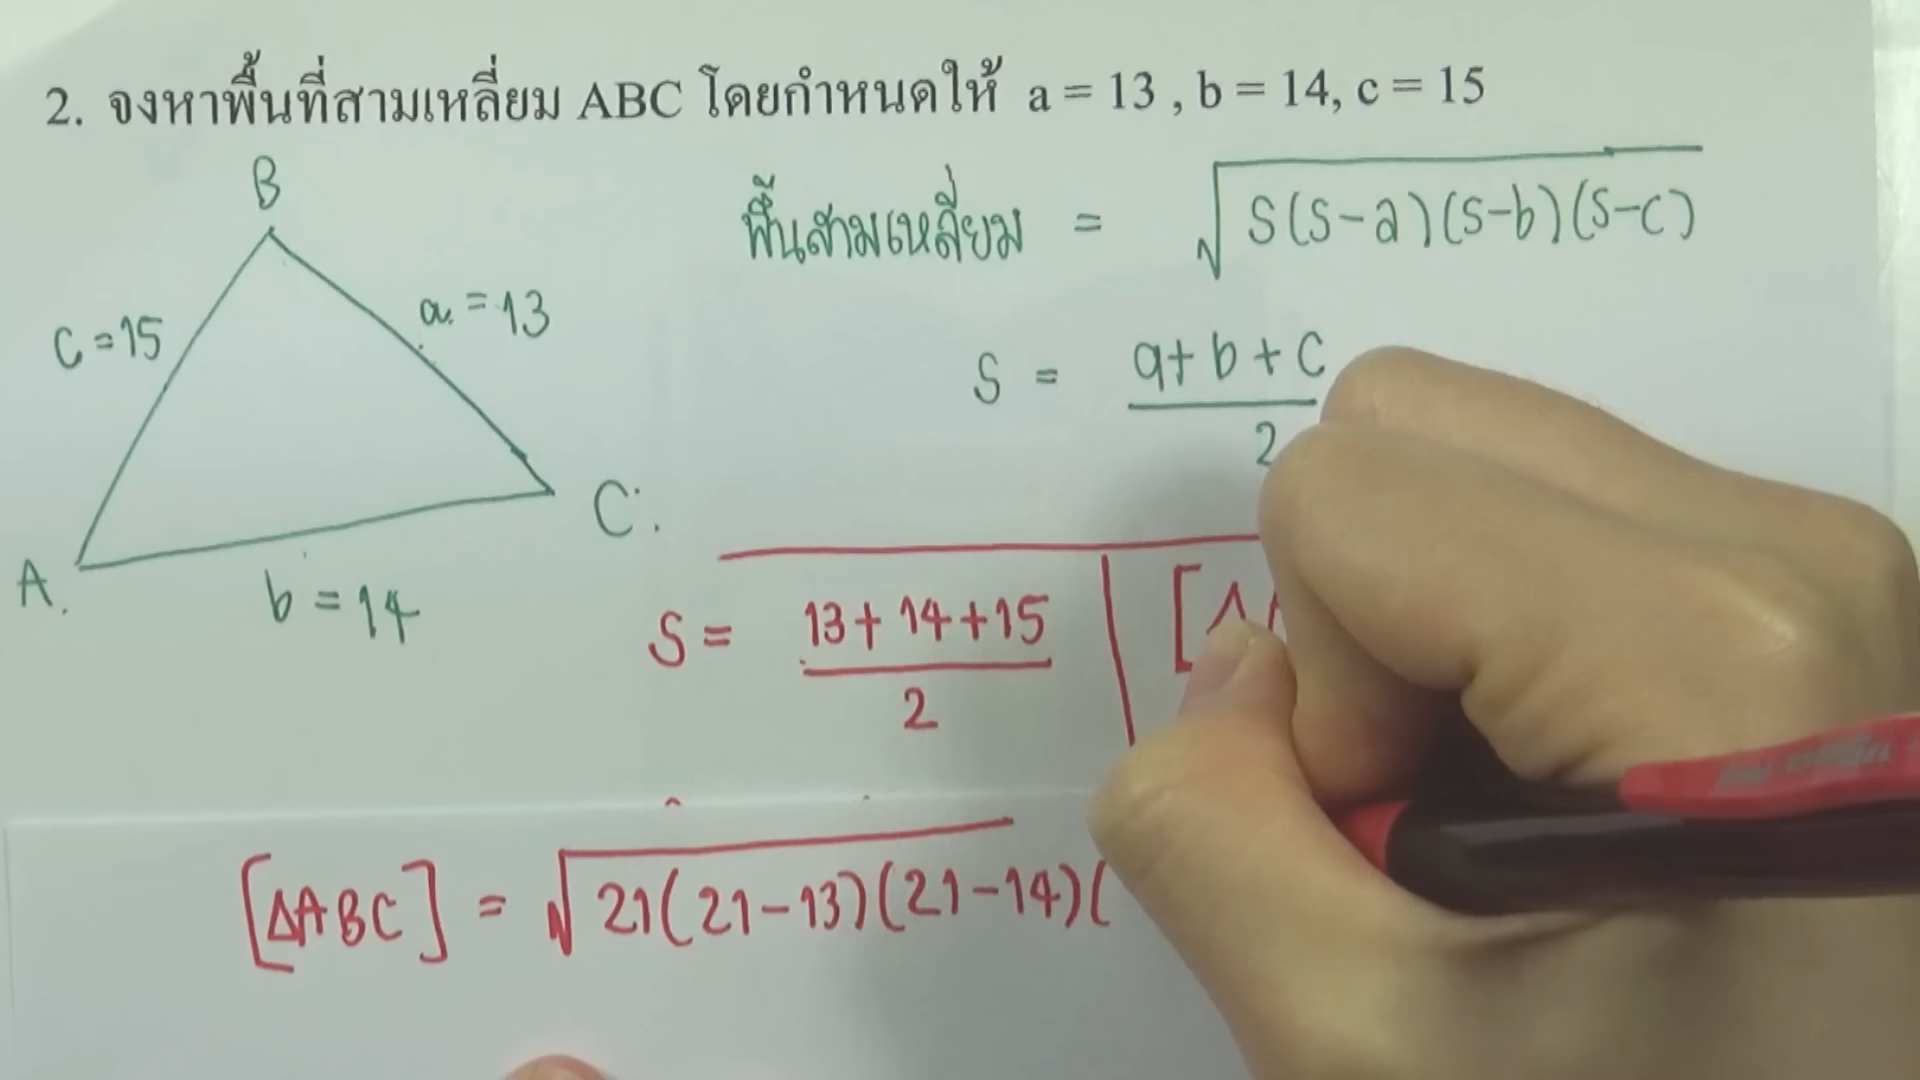 2. จงหาพื้นที่สามเหลี่ยม ABC โดยกำหนดให้ a = 13 , b = 14, c = 15
B
c = 15
a = 13
A
b = 14
C
พื้นสามเหลี่ยม = √S(S-a)(S-b)(S-c)
S = a + b + c
2
S = 13 + 14 + 15
2
[Δ
[ΔABC] = √21(21-13)(21-14)(